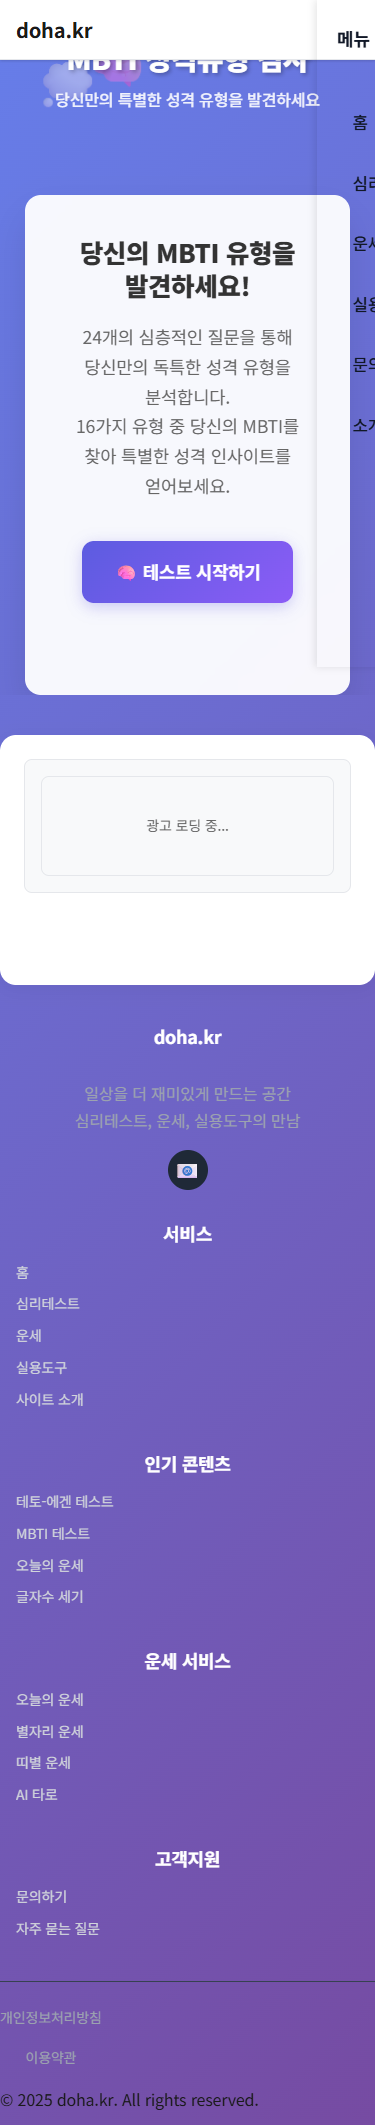 doha.kr
메뉴
MBTI 성격유형 검사
당신만의 특별한 성격 유형을 발견하세요
홈
심리
운세
실용
문의
소개
당신의 MBTI 유형을
발견하세요!
24개의 심층적인 질문을 통해
당신만의 독특한 성격 유형을
분석합니다.
16가지 유형 중 당신의 MBTI를
찾아 특별한 성격 인사이트를
얻어보세요.
테스트 시작하기
광고 로딩 중...
doha.kr
일상을 더 재미있게 만드는 공간
심리테스트, 운세, 실용도구의 만남
서비스
홈
심리테스트
운세
실용도구
사이트 소개
인기 콘텐츠
테토-에겐 테스트
MBTI 테스트
오늘의 운세
글자수 세기
운세 서비스
오늘의 운세
별자리 운세
띠별 운세
AI 타로
고객지원
문의하기
자주 묻는 질문
개인정보처리방침
이용약관
© 2025 doha.kr. All rights reserved.